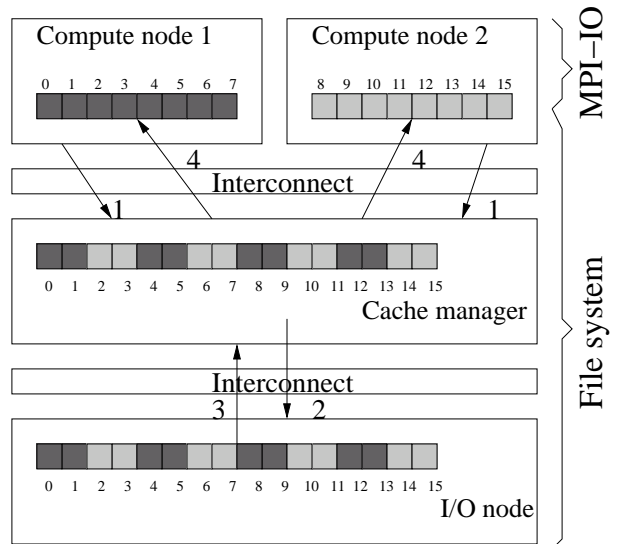 Compute node 1
0 1 2 3 4 5 6 7
Compute node 2
8 9 10 11 12 13 14 15
MPI−IO
4
4
Interconnect
1
1
0 1 2 3 4 5 6 7 8 9 10 11 12 13 14 15
Cache manager
File system
Interconnect
3
2
0 1 2 3 4 5 6 7 8 9 10 11 12 13 14 15
I/O node